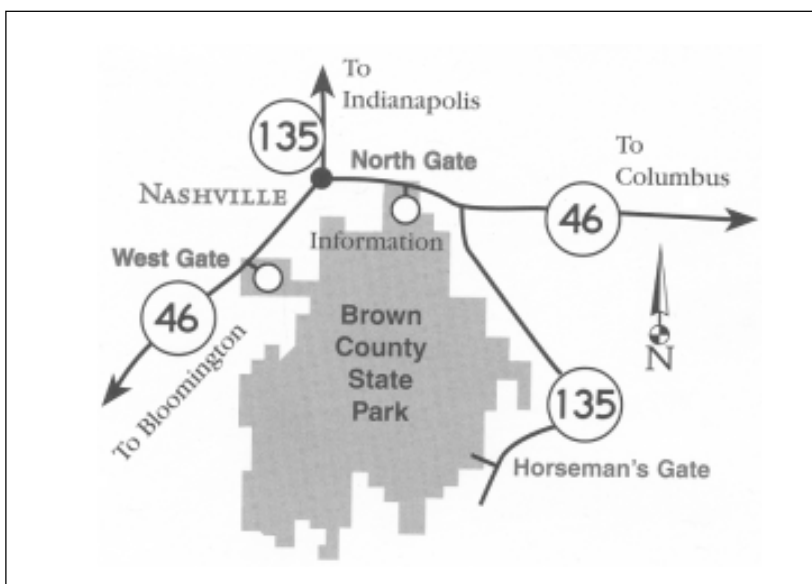 To
Indianapolis
135
North Gate
To
Columbus
NASHVILLE
46
Information
West Gate
46
Brown
County
State
Park
N
To Bloomington
135
Horseman's Gate